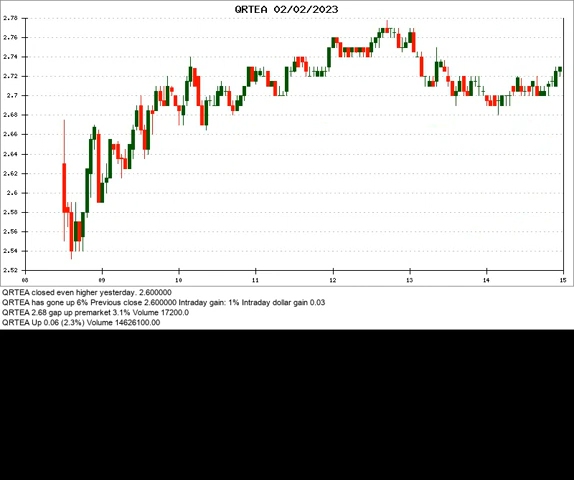 QRTEA 02/02/2023
2.78
2.76
2.74
2.72
2.7
2.68
2.66
2.64
2.62
2.6
2.58
2.56
2.54
2.52
08 09 10 11 12 13 14 15
QRTEA closed even higher yesterday. 2.600000
QRTEA has gone up 6% Previous close 2.600000 Intraday gain: 1% Intraday dollar gain 0.03
QRTEA 2.68 gap up premarket 3.1% Volume 17200.0
QRTEA Up 0.06 (2.3%) Volume 14626100.00